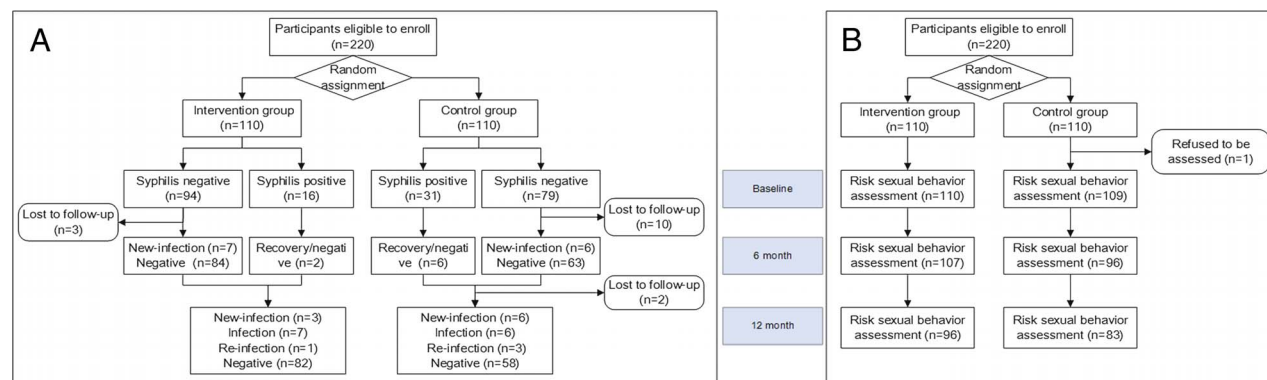 A
Participants eligible to enroll
(n=220)
Random
assignment
Intervention group
(n=110)
Control group
(n=110)
Syphilis negative
(n=94)
Syphilis positive
(n=16)
Syphilis positive
(n=31)
Syphilis negative
(n=79)
Lost to follow-up
(n=3)
Lost to follow-up
(n=10)
New-infection (n=7)
Negative (n=84)
Recovery/negati
ve (n=2)
Recovery/negati
ve (n=6)
New-infection (n=6)
Negative (n=63)
Lost to follow-up
(n=2)
New-infection (n=3)
Infection (n=7)
Re-infection (n=1)
Negative (n=82)
New-infection (n=6)
Infection (n=6)
Re-infection (n=3)
Negative (n=58)
Baseline
6 month
12 month
B
Participants eligible to enroll
(n=220)
Random
assignment
Intervention group
(n=110)
Control group
(n=110)
Refused to be
assessed (n=1)
Risk sexual behavior
assessment (n=110)
Risk sexual behavior
assessment (n=109)
Risk sexual behavior
assessment (n=107)
Risk sexual behavior
assessment (n=96)
Risk sexual behavior
assessment (n=96)
Risk sexual behavior
assessment (n=83)